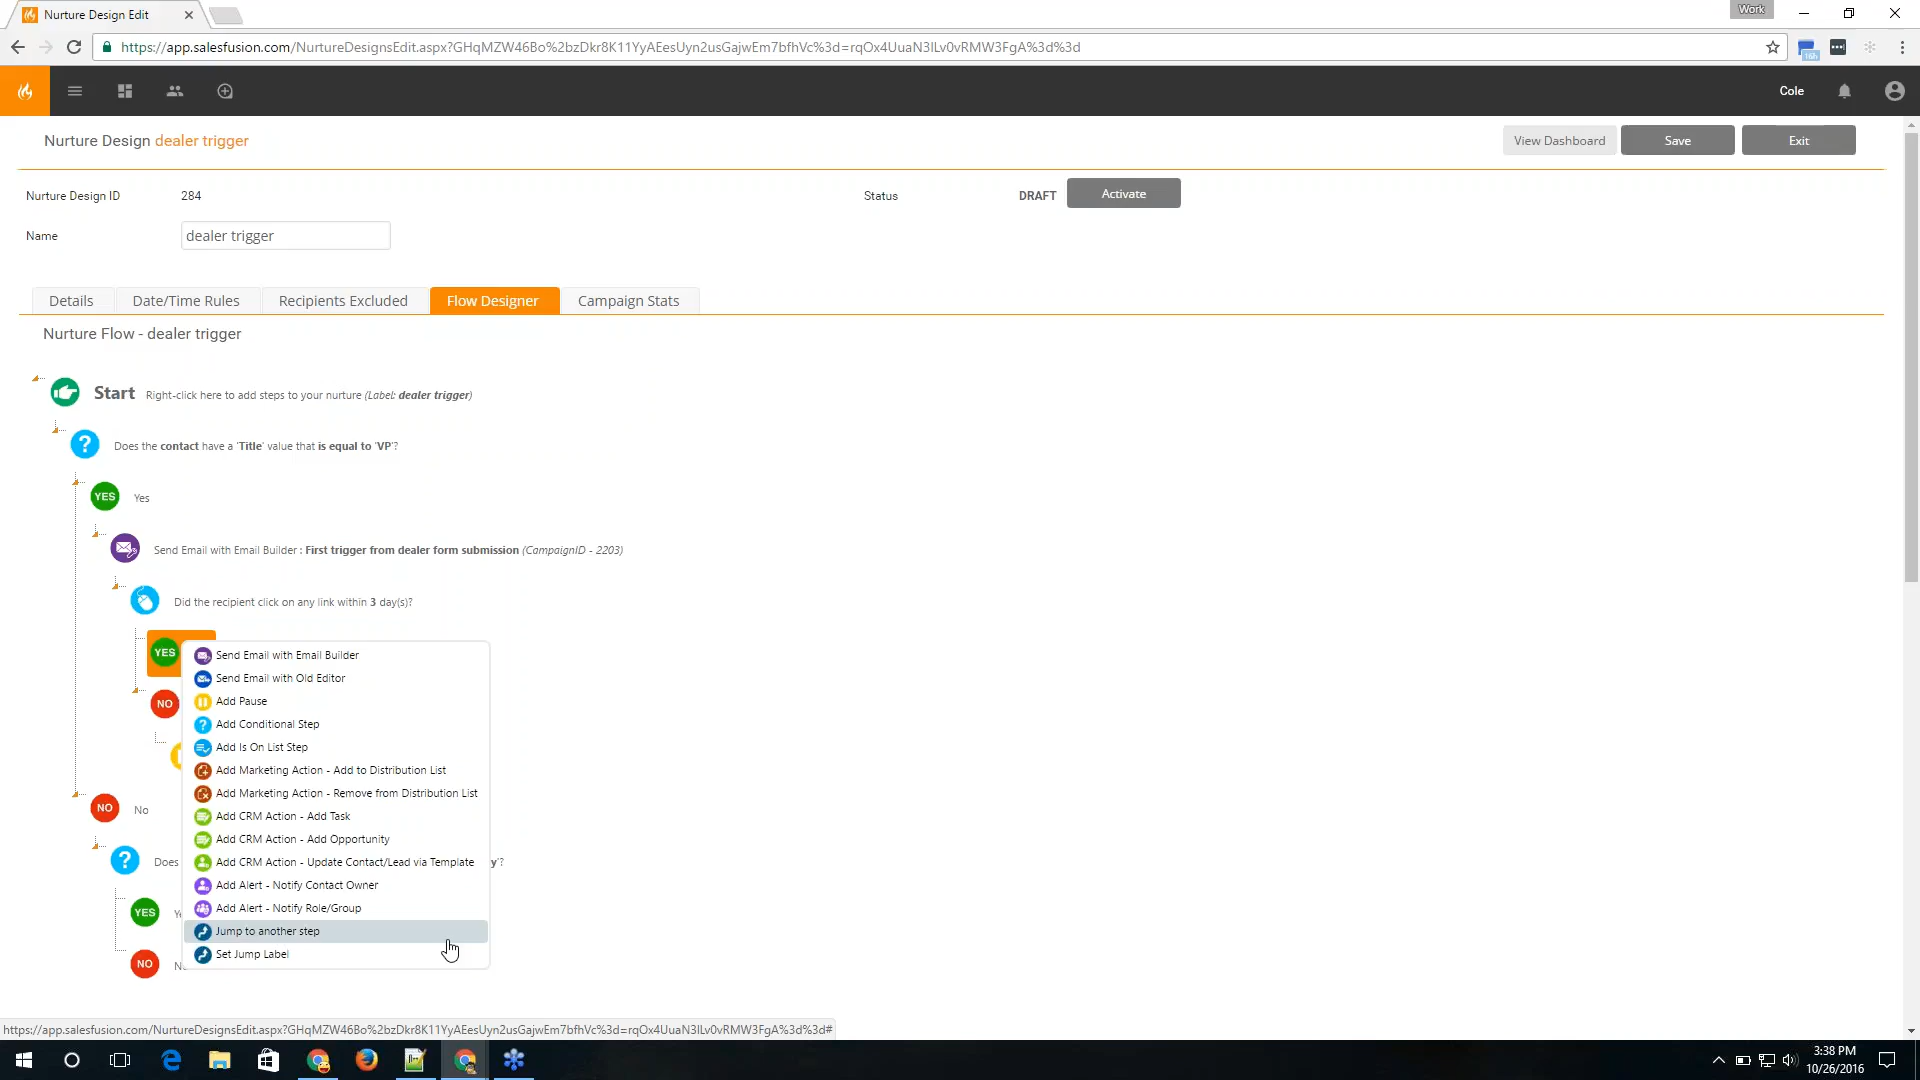 Nurture Design Edit
Work
https://app.salesfusion.com/NurtureDesignsEdit.aspx?GHqMZW46Bo%2bzDkr8K11YyAEesUyn2usGajwEm7bfhVc%3d=rqOx4UuaN3ILv0vRMW3FgA%3d%3d
16h
Cole
Nurture Design dealer trigger
View Dashboard
Save
Exit
Nurture Design ID
284
Status
DRAFT
Activate
Name
dealer trigger
Details
Date/Time Rules
Recipients Excluded
Flow Designer
Campaign Stats
Nurture Flow - dealer trigger
Start Right-click here to add steps to your nurture (Label: dealer trigger)
? Does the contact have a 'Title' value that is equal to 'VP'?
YES Yes
Send Email with Email Builder : First trigger from dealer form submission (CampaignID - 2203)
Did the recipient click on any link within 3 day(s)?
YES
Send Email with Email Builder
Send Email with Old Editor
NO
Add Pause
? Add Conditional Step
Add Is On List Step
Add Marketing Action - Add to Distribution List
Add Marketing Action - Remove from Distribution List
NO No
Add CRM Action - Add Task
Add CRM Action - Add Opportunity
? Does
Add CRM Action - Update Contact/Lead via Template
y'?
Add Alert - Notify Contact Owner
YES
Add Alert - Notify Role/Group
Jump to another step
Set Jump Label
NO
https://app.salesfusion.com/NurtureDesignsEdit.aspx?GHqMZW46Bo%2bzDkr8K11YyAEesUyn2usGajwEm7bfhVc%3d=rqOx4UuaN3ILv0vRMW3FgA%3d%3d#
3:38 PM
10/26/2016